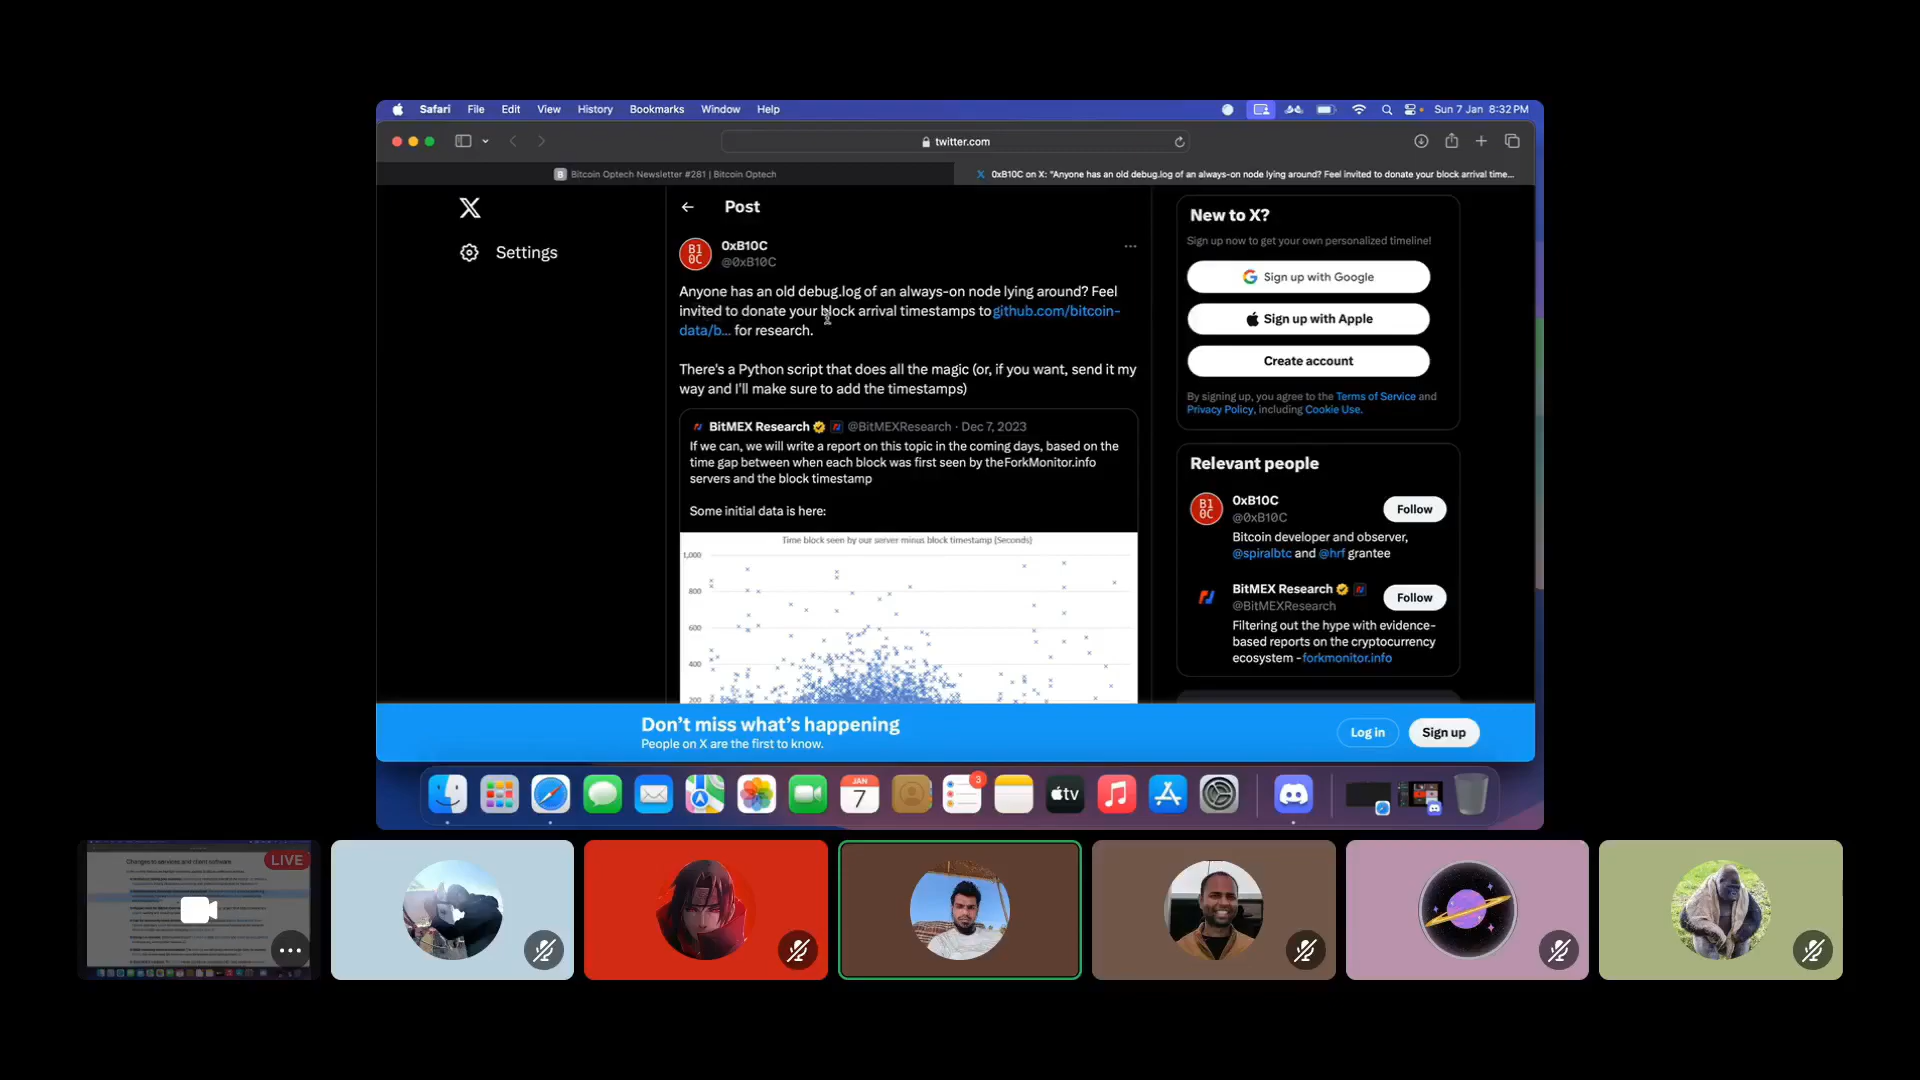 Safari File Edit View History Bookmarks Window Help
Sun 7 Jan 8:32 PM
twitter.com
Bitcoin Optech Newsletter #281 | Bitcoin Optech
0xB10C on X: "Anyone has an old debug.log of an always-on node lying around? Feel invited to donate your block arrival time...
Settings
Post
B1
0C
0xB10C
@0xB10C
Anyone has an old debug.log of an always-on node lying around? Feel
invited to donate your block arrival timestamps to github.com/bitcoin-
data/b... for research.
There's a Python script that does all the magic (or, if you want, send it my
way and I'll make sure to add the timestamps)
BitMEX Research @BitMEXResearch · Dec 7, 2023
If we can, we will write a report on this topic in the coming days, based on the
time gap between when each block was first seen by theForkMonitor.info
servers and the block timestamp
Some initial data is here:
Time block seen by our server minus block timestamp (Seconds)
1,000
800
600
400
200
New to X?
Sign up now to get your own personalized timeline!
Sign up with Google
Sign up with Apple
Create account
By signing up, you agree to the Terms of Service and
Privacy Policy, including Cookie Use.
Relevant people
B1
0C
0xB10C
@0xB10C
Follow
Bitcoin developer and observer,
@spiralbtc and @hrf grantee
BitMEX Research
@BitMEXResearch
Follow
Filtering out the hype with evidence-
based reports on the cryptocurrency
ecosystem - forkmonitor.info
Don't miss what's happening
People on X are the first to know.
Log in
Sign up
JAN
7
3
tv
LIVE
Changes to services and client software